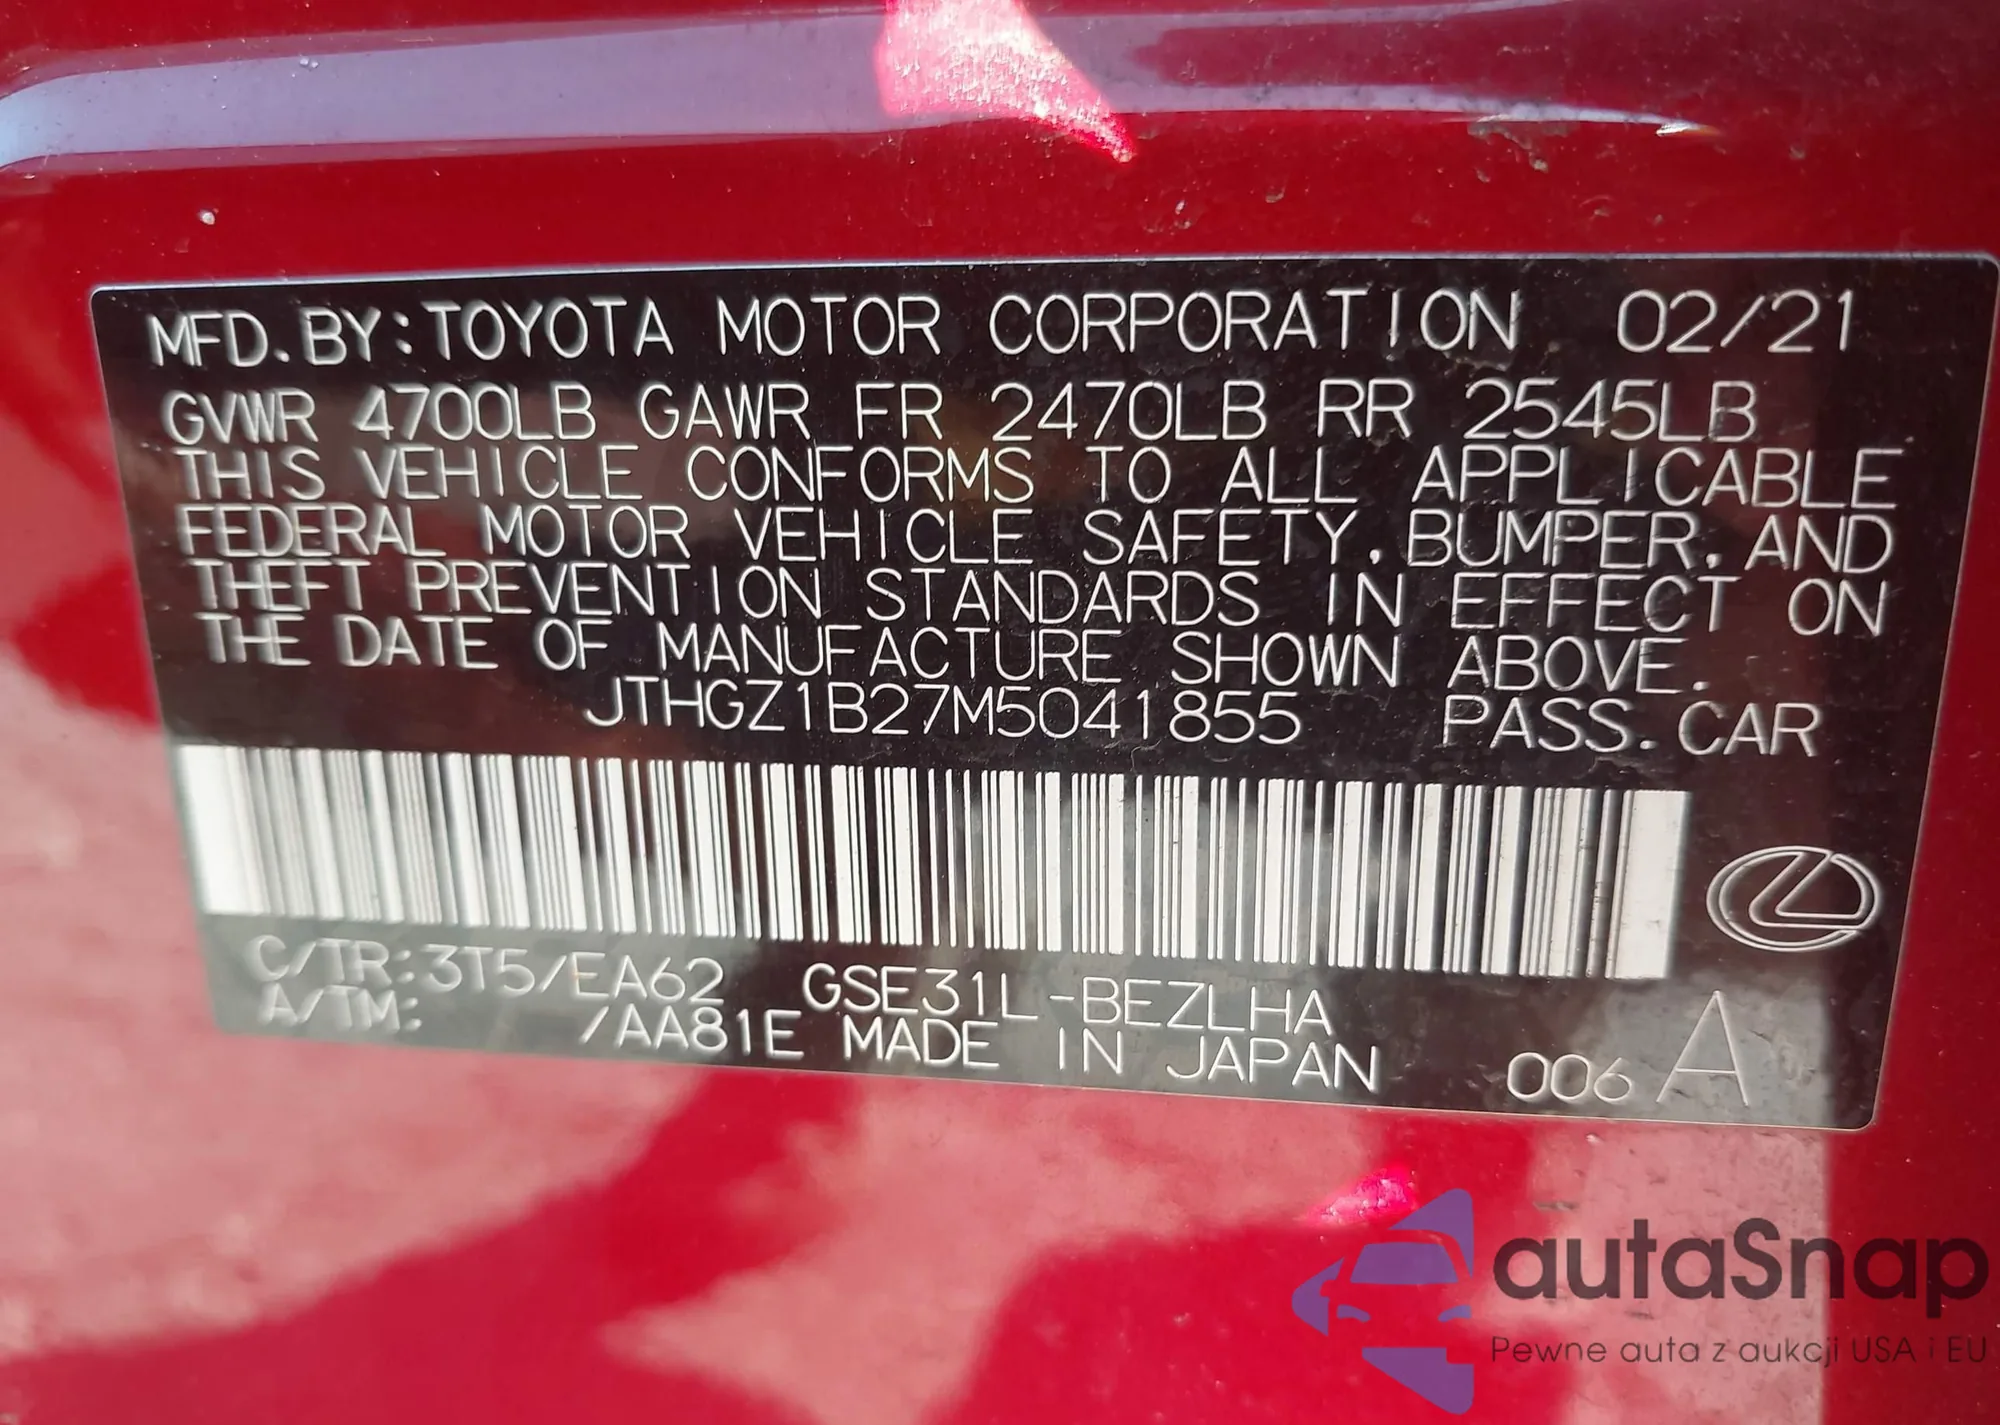 MFD. BY: TOYOTA MOTOR CORPORATION 02/21
GVWR 4700LB GAWR FR 2470LB RR 2545LB
THIS VEHICLE CONFORMS TO ALL APPLICABLE
FEDERAL MOTOR VEHICLE SAFETY, BUMPER, AND
THEFT PREVENTION STANDARDS IN EFFECT ON
THE DATE OF MANUFACTURE SHOWN ABOVE.
JTHGZ1B27M5041855 PASS. CAR
C/TR: 3T5/EA62 GSE31L-BEZLHA
A/TM: /AA81E MADE IN JAPAN 006 A
autaSnap
Pewne auta z aukcji USA i EU